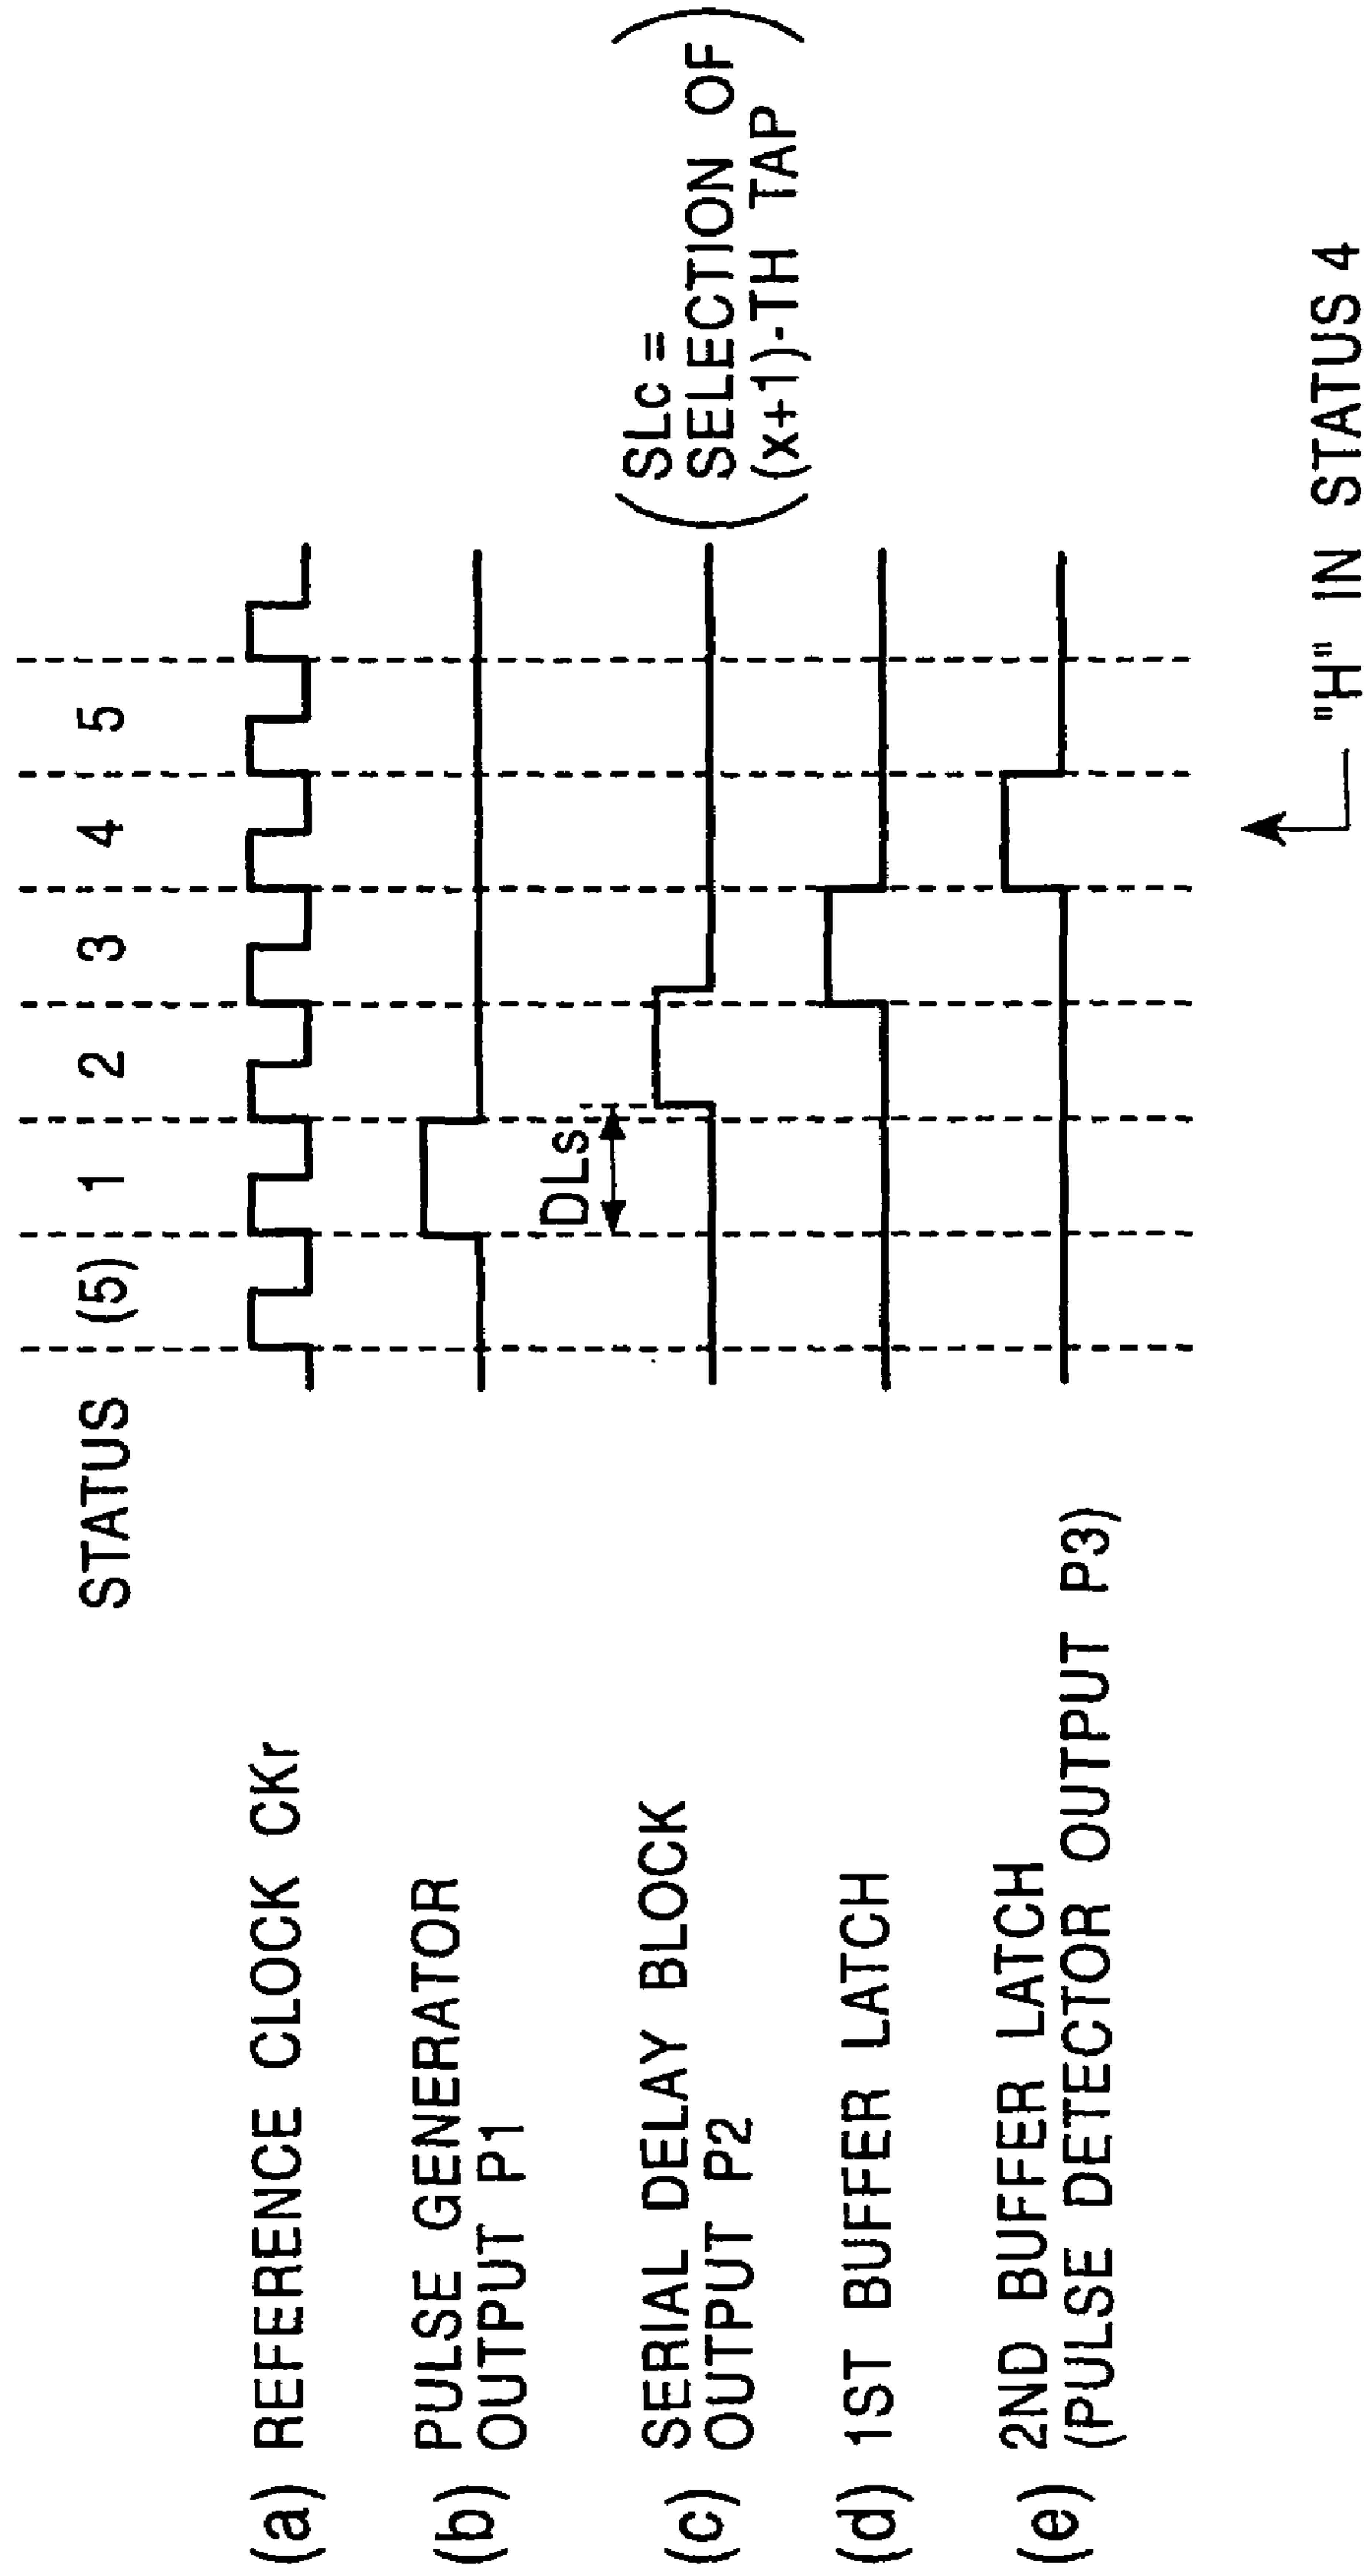 STATUS (5) 1 2 3 4 5
(a) REFERENCE CLOCK CKr
(b) PULSE GENERATOR
OUTPUT P1
DLs
(c) SERIAL DELAY BLOCK
OUTPUT P2
SLc =
SELECTION OF
(x+1)-TH TAP
(d) 1ST BUFFER LATCH
(e) 2ND BUFFER LATCH
(PULSE DETECTOR OUTPUT P3)
"H" IN STATUS 4